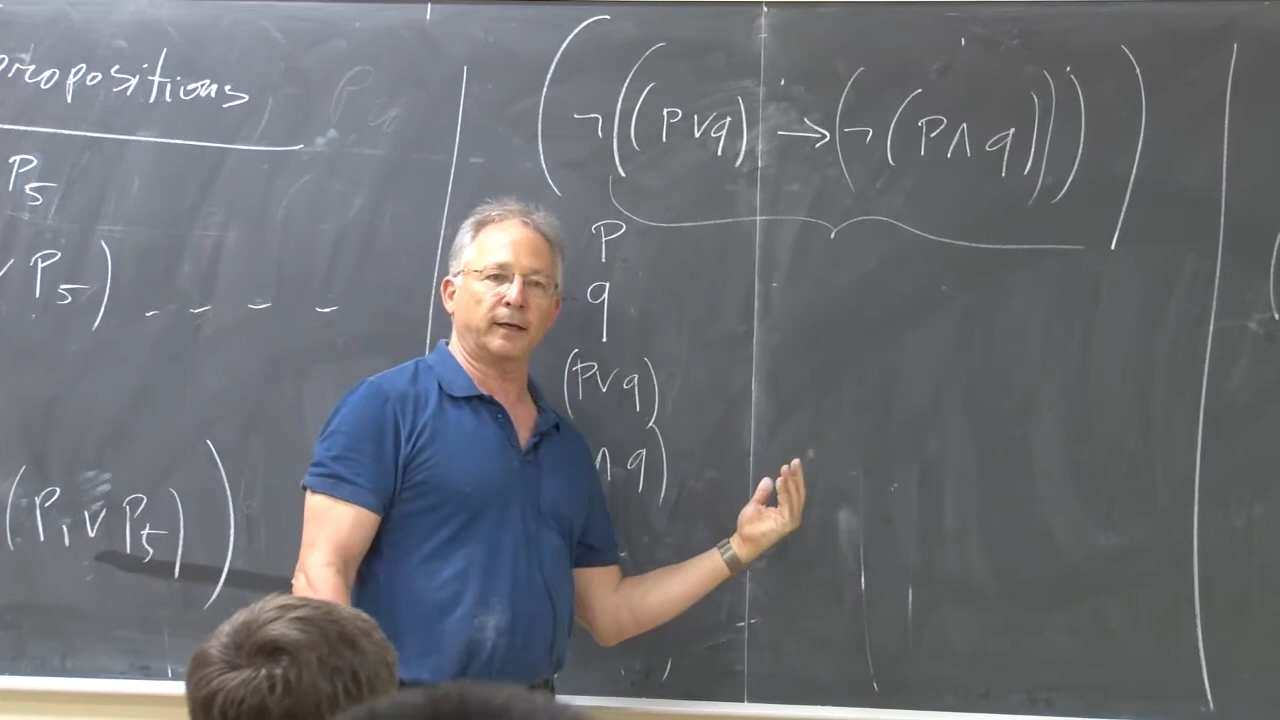 propositions
P5
∨ P5) - - - -
(P1 ∨ P5))
(¬((P∨q) → (¬(P∧q))))
P
q
(P∨q)
∧ q)